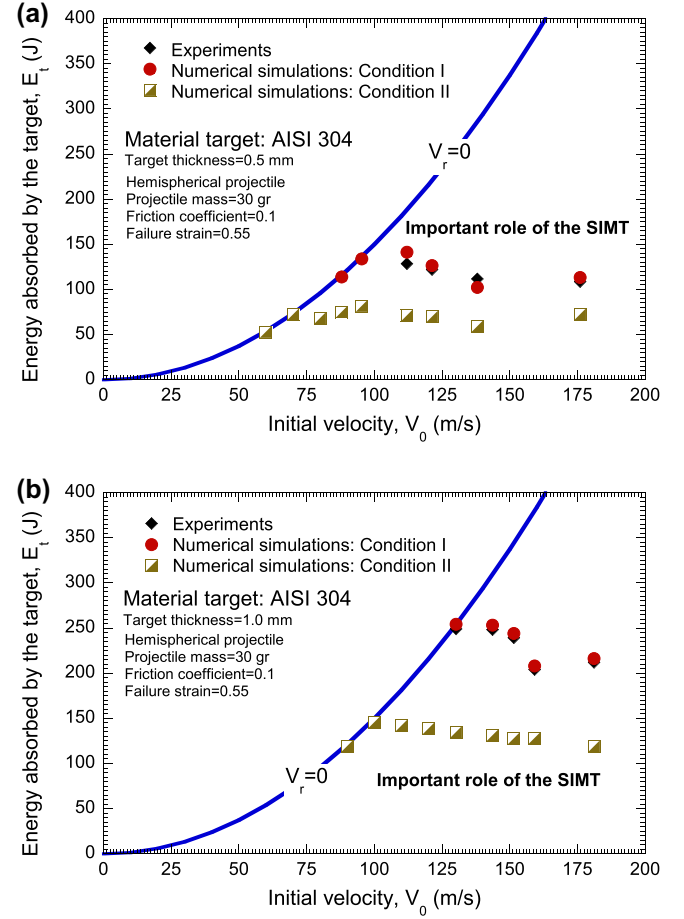 (a)
400
350
300
250
200
150
100
50
0
Energy absorbed by the target, E_t (J)
Experiments
Numerical simulations: Condition I
Numerical simulations: Condition II
Material target: AISI 304
Target thickness=0.5 mm
Hemispherical projectile
Projectile mass=30 gr
Friction coefficient=0.1
Failure strain=0.55
V_r=0
Important role of the SIMT
0 25 50 75 100 125 150 175 200
Initial velocity, V_0 (m/s)
(b)
400
350
300
250
200
150
100
50
0
Energy absorbed by the target, E_t (J)
Experiments
Numerical simulations: Condition I
Numerical simulations: Condition II
Material target: AISI 304
Target thickness=1.0 mm
Hemispherical projectile
Projectile mass=30 gr
Friction coefficient=0.1
Failure strain=0.55
V_r=0
Important role of the SIMT
0 25 50 75 100 125 150 175 200
Initial velocity, V_0 (m/s)